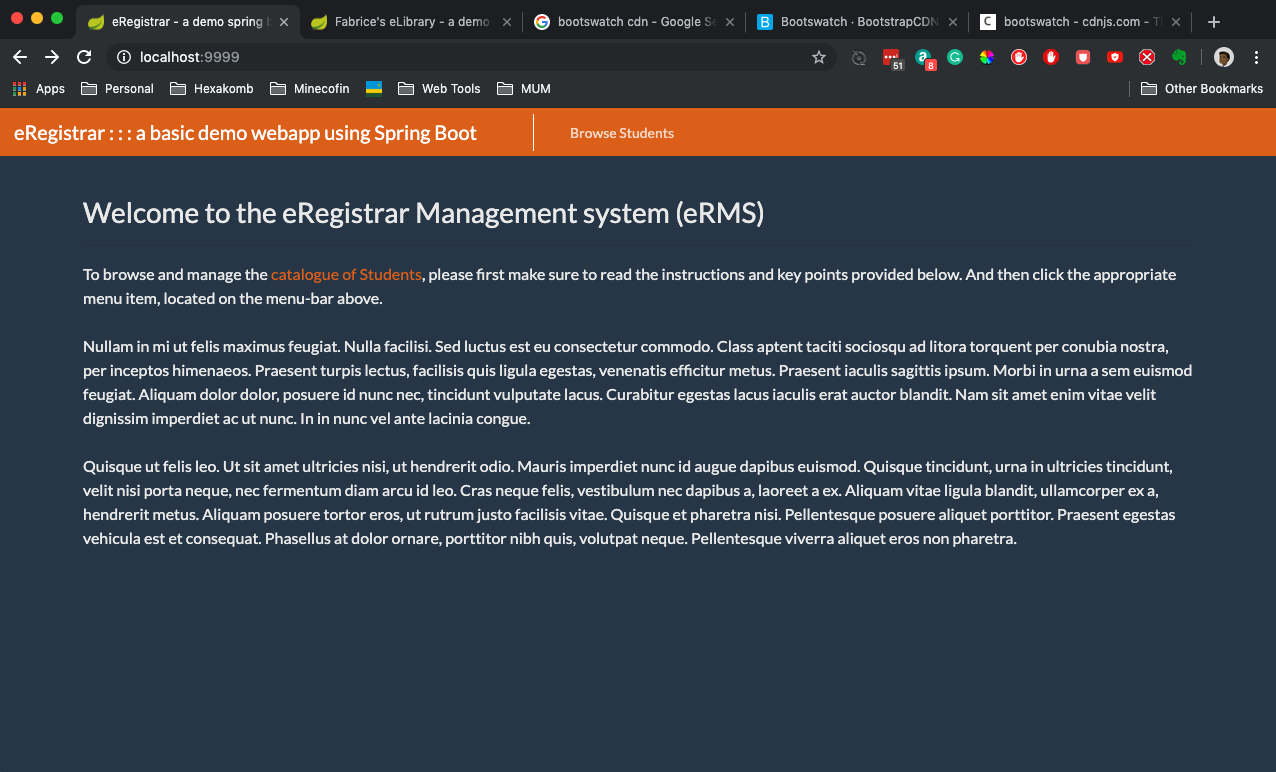 eRegistrar - a demo spring b
Fabrice's eLibrary - a demo
bootswatch cdn - Google Se
Bootswatch · BootstrapCDN
bootswatch - cdnjs.com - Th
localhost:9999
51
8
Apps
Personal
Hexakomb
Minecofin
Web Tools
MUM
Other Bookmarks
eRegistrar : : : a basic demo webapp using Spring Boot
Browse Students
Welcome to the eRegistrar Management system (eRMS)
To browse and manage the catalogue of Students, please first make sure to read the instructions and key points provided below. And then click the appropriate
menu item, located on the menu-bar above.
Nullam in mi ut felis maximus feugiat. Nulla facilisi. Sed luctus est eu consectetur commodo. Class aptent taciti sociosqu ad litora torquent per conubia nostra,
per inceptos himenaeos. Praesent turpis lectus, facilisis quis ligula egestas, venenatis efficitur metus. Praesent iaculis sagittis ipsum. Morbi in urna a sem euismod
feugiat. Aliquam dolor dolor, posuere id nunc nec, tincidunt vulputate lacus. Curabitur egestas lacus iaculis erat auctor blandit. Nam sit amet enim vitae velit
dignissim imperdiet ac ut nunc. In in nunc vel ante lacinia congue.
Quisque ut felis leo. Ut sit amet ultricies nisi, ut hendrerit odio. Mauris imperdiet nunc id augue dapibus euismod. Quisque tincidunt, urna in ultricies tincidunt,
velit nisi porta neque, nec fermentum diam arcu id leo. Cras neque felis, vestibulum nec dapibus a, laoreet a ex. Aliquam vitae ligula blandit, ullamcorper ex a,
hendrerit metus. Aliquam posuere tortor eros, ut rutrum justo facilisis vitae. Quisque et pharetra nisi. Pellentesque posuere aliquet porttitor. Praesent egestas
vehicula est et consequat. Phasellus at dolor ornare, porttitor nibh quis, volutpat neque. Pellentesque viverra aliquet eros non pharetra.